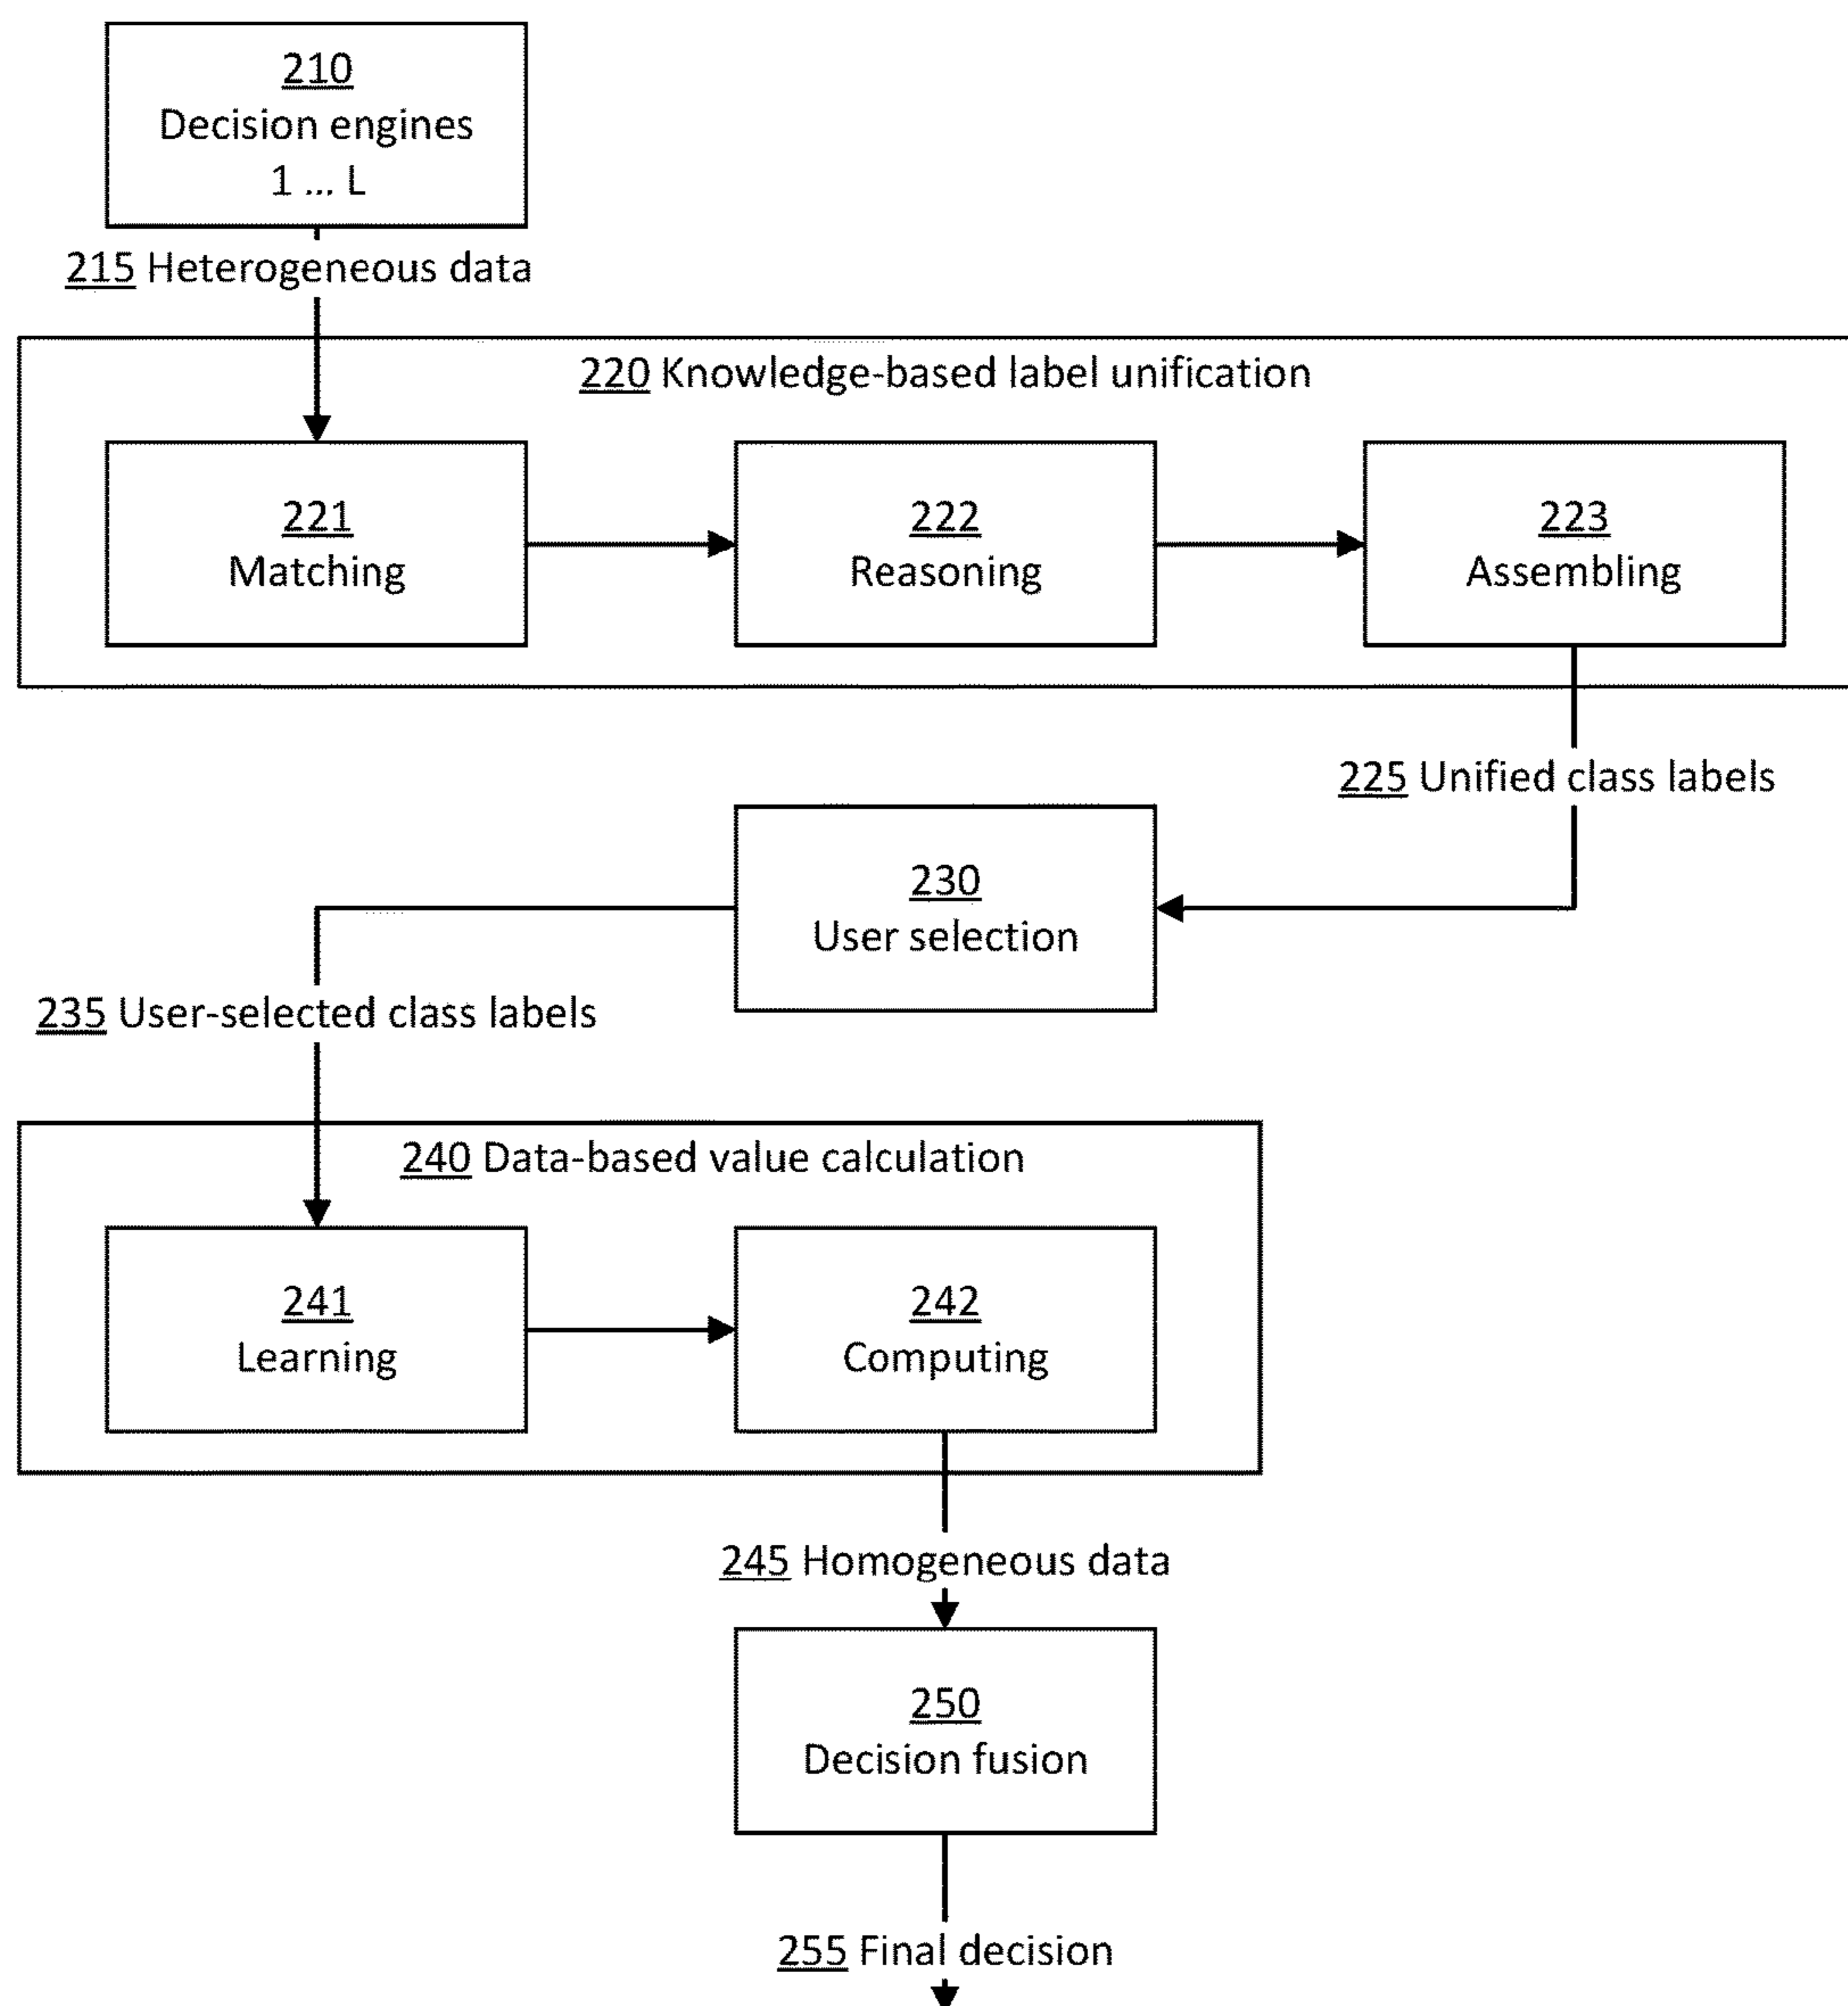 210
Decision engines
1 ... L
215 Heterogeneous data
220 Knowledge-based label unification
221
Matching
222
Reasoning
223
Assembling
225 Unified class labels
230
User selection
235 User-selected class labels
240 Data-based value calculation
241
Learning
242
Computing
245 Homogeneous data
250
Decision fusion
255 Final decision